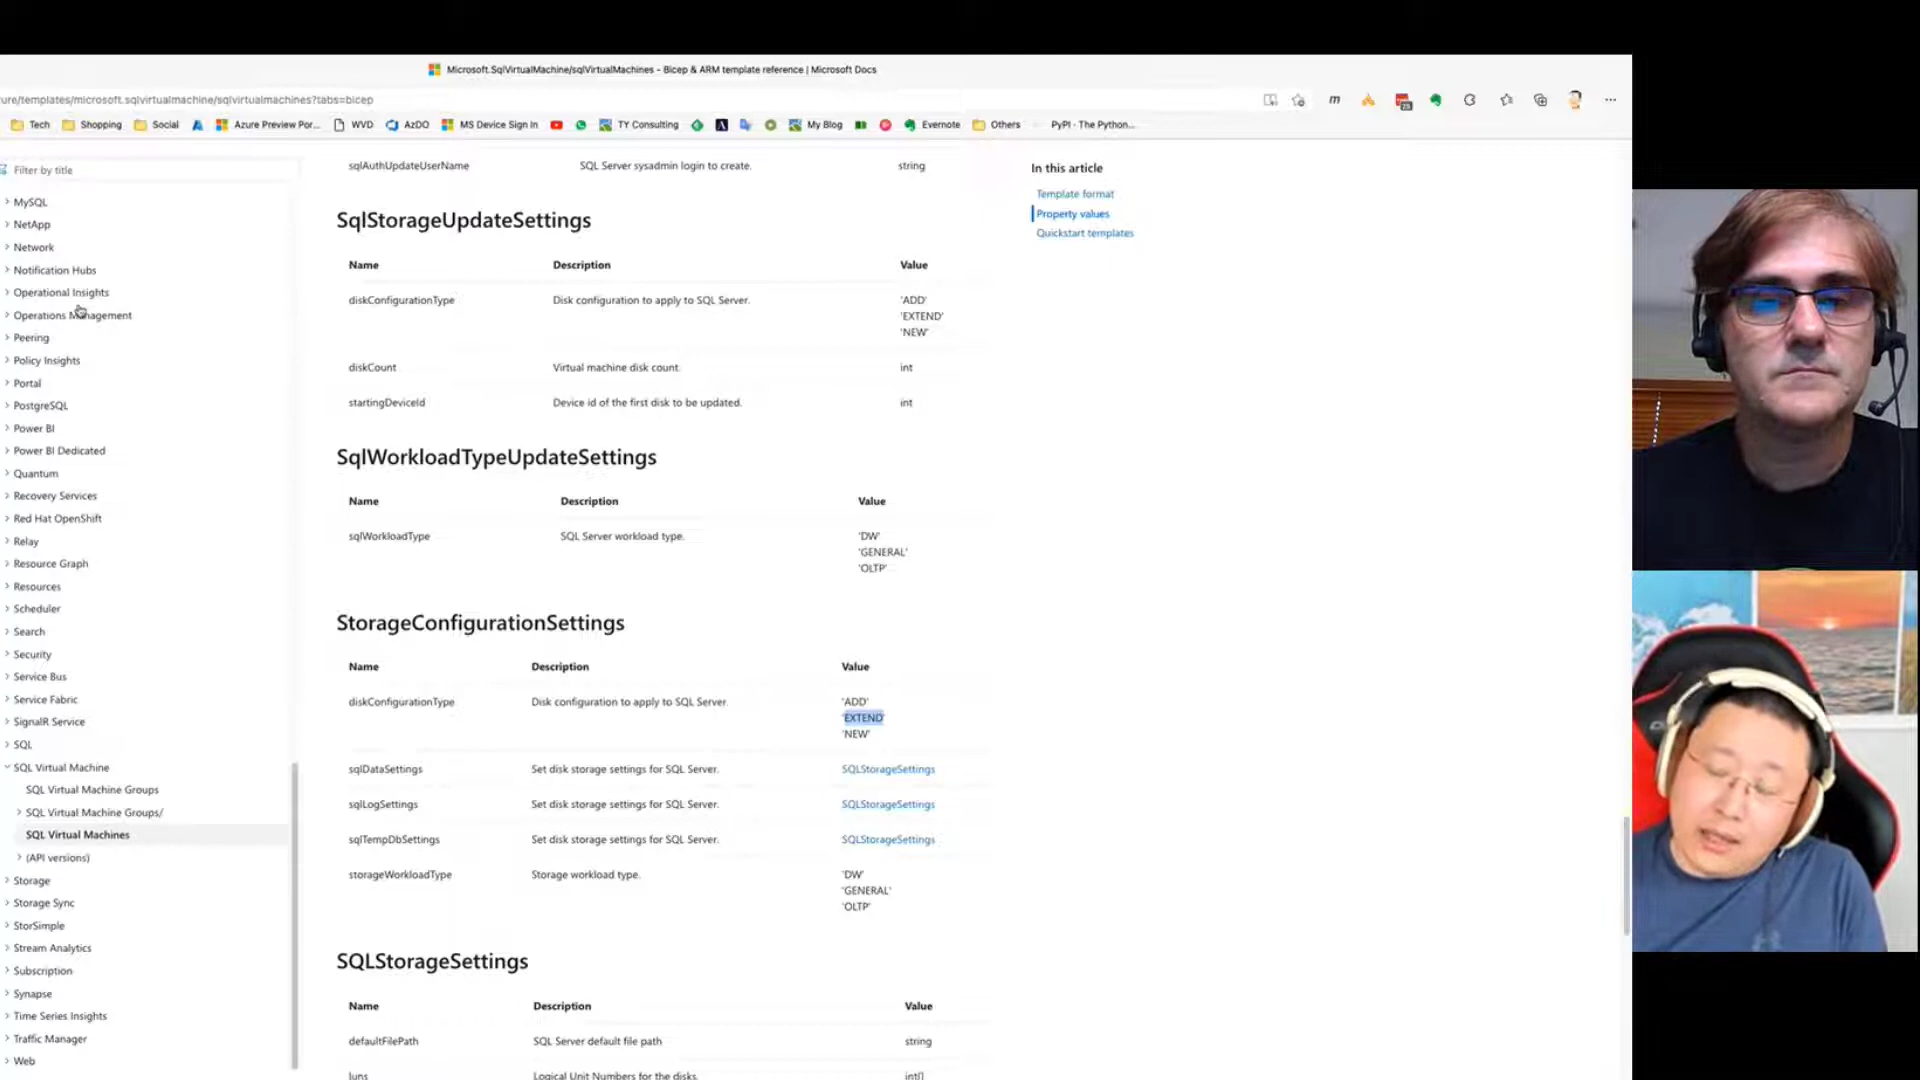 Microsoft.SqlVirtualMachine/sqlVirtualMachines - Bicep & ARM template reference | Microsoft Docs
ure/templates/microsoft.sqlvirtualmachine/sqlvirtualmachines?tabs=bicep
m
25
Tech
Shopping
Social
Azure Preview Por...
WVD
AzDO
MS Device Sign In
TY Consulting
My Blog
Evernote
Others
PyPI - The Python...
Filter by title
MySQL
NetApp
Network
Notification Hubs
Operational Insights
Operations Management
Peering
Policy Insights
Portal
PostgreSQL
Power BI
Power BI Dedicated
Quantum
Recovery Services
Red Hat OpenShift
Relay
Resource Graph
Resources
Scheduler
Search
Security
Service Bus
Service Fabric
SignalR Service
SQL
SQL Virtual Machine
SQL Virtual Machine Groups
SQL Virtual Machine Groups/
SQL Virtual Machines
(API versions)
Storage
Storage Sync
StorSimple
Stream Analytics
Subscription
Synapse
Time Series Insights
Traffic Manager
Web
sqlAuthUpdateUserName SQL Server sysadmin login to create. string
SqlStorageUpdateSettings
Name Description Value
diskConfigurationType Disk configuration to apply to SQL Server. 'ADD'
'EXTEND'
'NEW'
diskCount Virtual machine disk count. int
startingDeviceId Device id of the first disk to be updated. int
SqlWorkloadTypeUpdateSettings
Name Description Value
sqlWorkloadType SQL Server workload type. 'DW'
'GENERAL'
'OLTP'
StorageConfigurationSettings
Name Description Value
diskConfigurationType Disk configuration to apply to SQL Server. 'ADD'
'EXTEND'
'NEW'
sqlDataSettings Set disk storage settings for SQL Server. SQLStorageSettings
sqlLogSettings Set disk storage settings for SQL Server. SQLStorageSettings
sqlTempDbSettings Set disk storage settings for SQL Server. SQLStorageSettings
storageWorkloadType Storage workload type. 'DW'
'GENERAL'
'OLTP'
SQLStorageSettings
Name Description Value
defaultFilePath SQL Server default file path string
luns Logical Unit Numbers for the disks. int[]
In this article
Template format
Property values
Quickstart templates